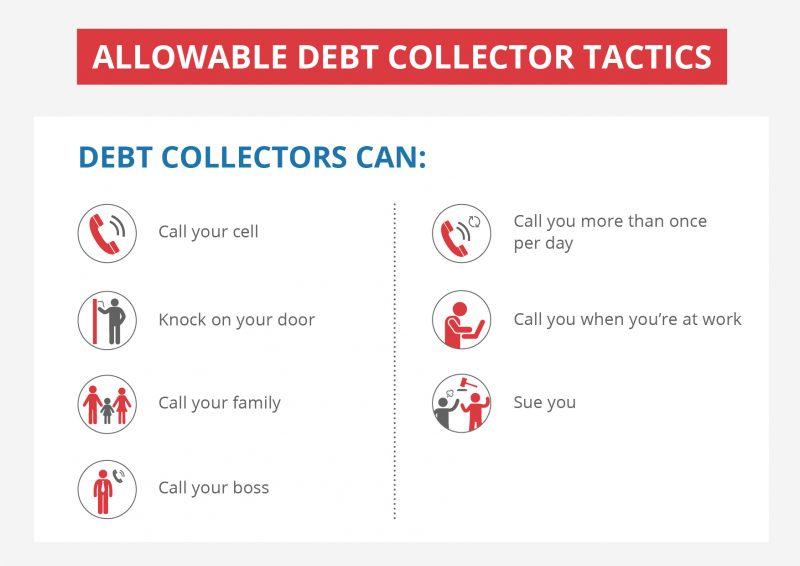 ALLOWABLE DEBT COLLECTOR TACTICS
DEBT COLLECTORS CAN:
Call your cell
Knock on your door
Call your family
Call your boss
Call you more than once
per day
Call you when you're at work
Sue you